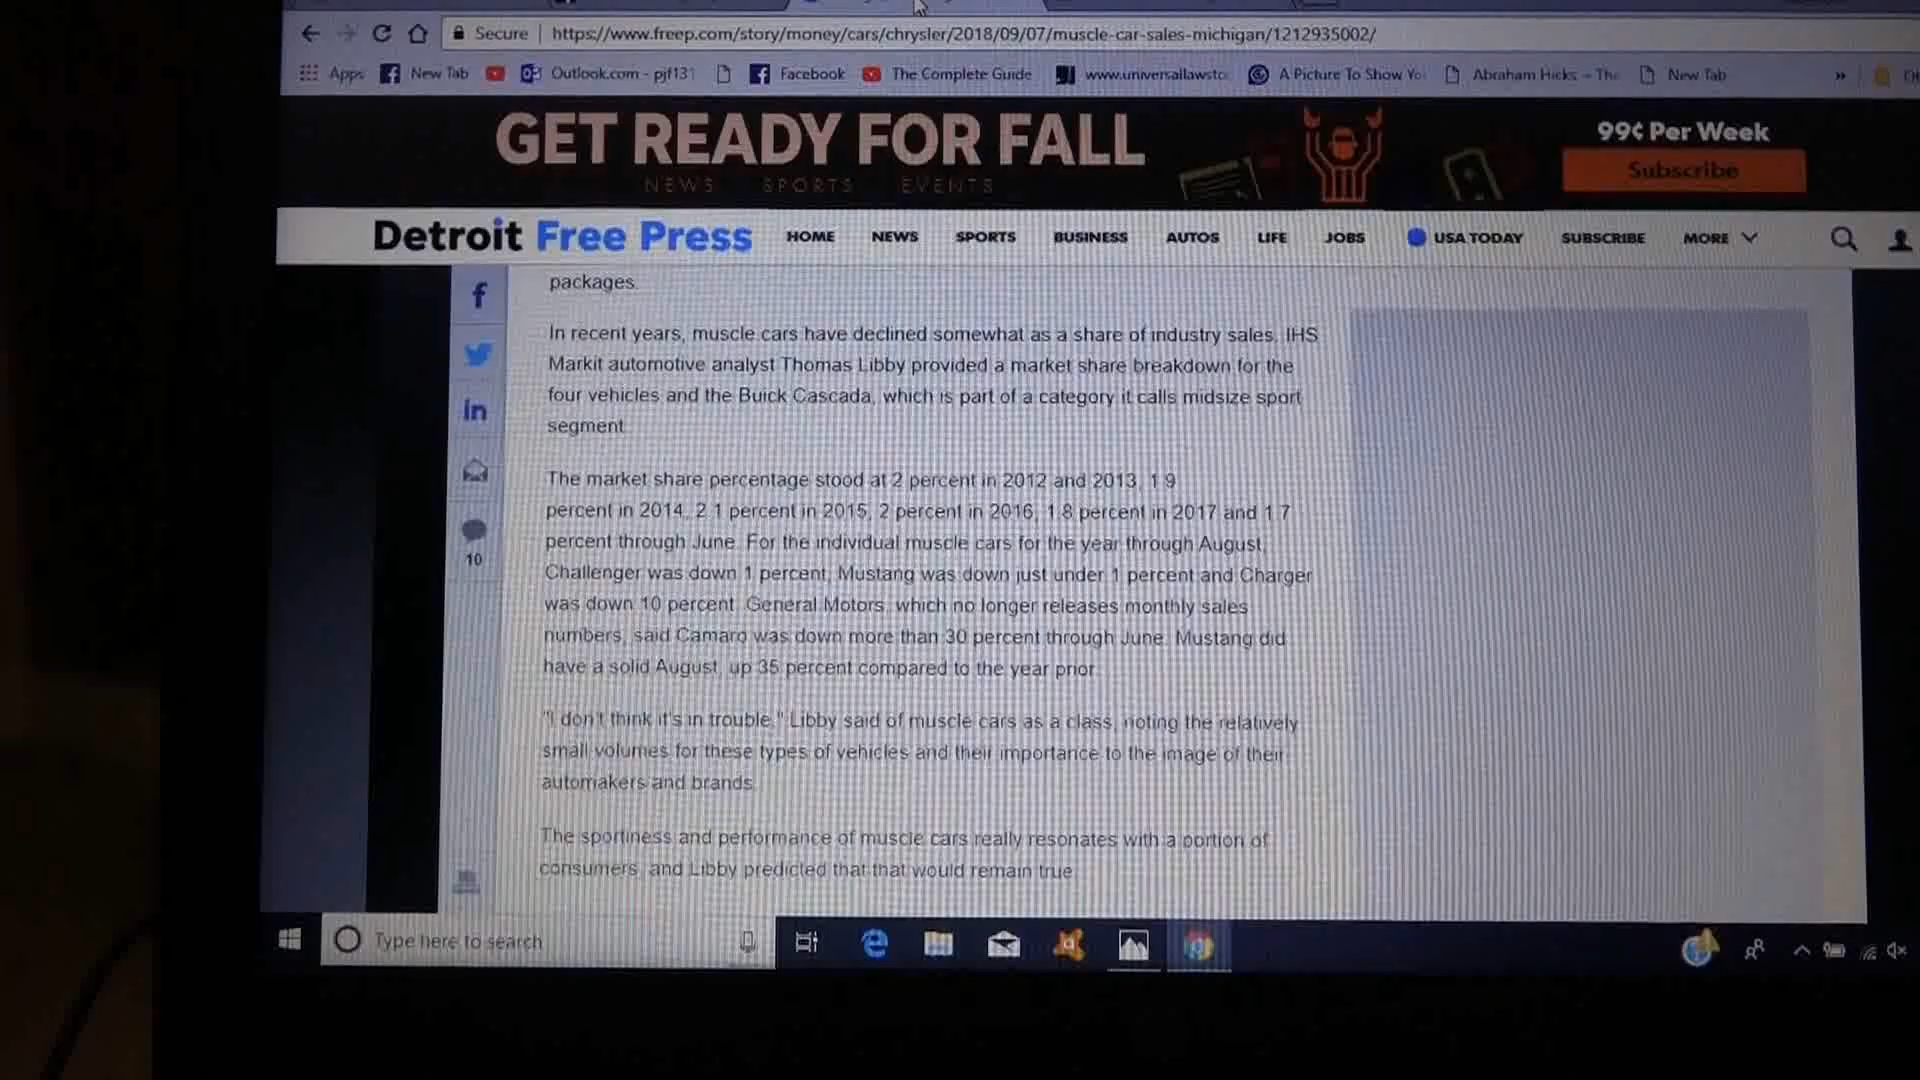 Secure https://www.freep.com/story/money/cars/chrysler/2018/09/07/muscle-car-sales-michigan/1212935002/
Apps New Tab Outlook.com - pjf131 Facebook The Complete Guide www.universallawsto A Picture To Show Yo Abraham Hicks – The New Tab »
GET READY FOR FALL
NEWS SPORTS EVENTS
99¢ Per Week
Subscribe
Detroit Free Press HOME NEWS SPORTS BUSINESS AUTOS LIFE JOBS USA TODAY SUBSCRIBE MORE
packages.
In recent years, muscle cars have declined somewhat as a share of industry sales. IHS
Markit automotive analyst Thomas Libby provided a market share breakdown for the
four vehicles and the Buick Cascada, which is part of a category it calls midsize sport
segment.
The market share percentage stood at 2 percent in 2012 and 2013, 1.9
percent in 2014, 2.1 percent in 2015, 2 percent in 2016, 1.8 percent in 2017 and 1.7
percent through June. For the individual muscle cars for the year through August,
Challenger was down 1 percent, Mustang was down just under 1 percent and Charger
was down 10 percent. General Motors, which no longer releases monthly sales
numbers, said Camaro was down more than 30 percent through June. Mustang did
have a solid August, up 35 percent compared to the year prior.
"I don't think it's in trouble," Libby said of muscle cars as a class, noting the relatively
small volumes for these types of vehicles and their importance to the image of their
automakers and brands.
The sportiness and performance of muscle cars really resonates with a portion of
consumers, and Libby predicted that that would remain true.
f
in
10
Type here to search